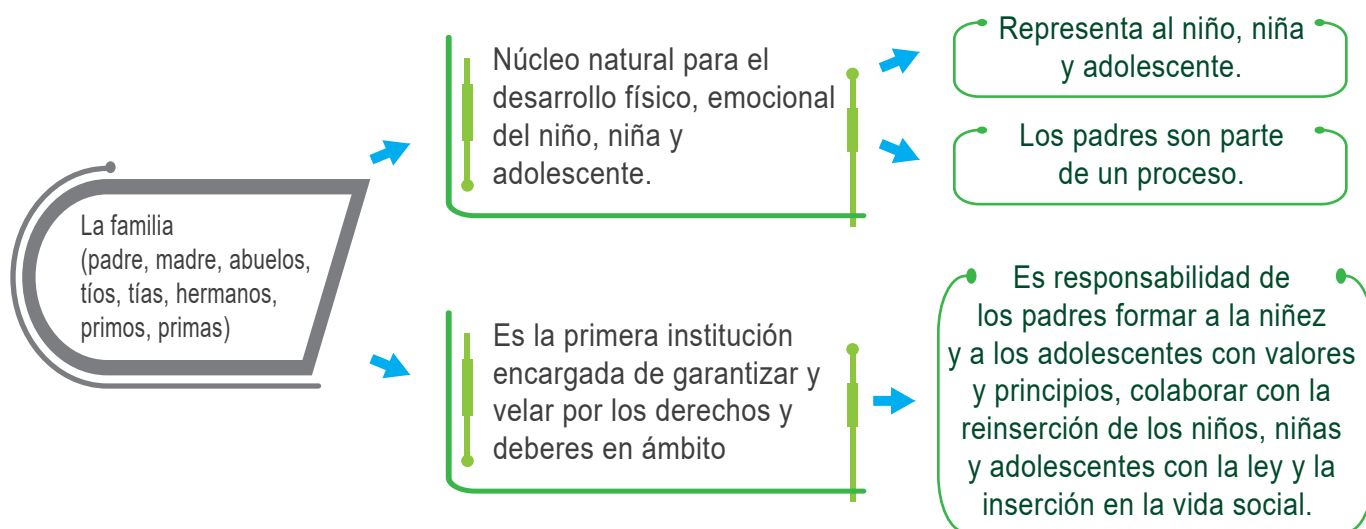 La familia
(padre, madre, abuelos,
tíos, tías, hermanos,
primos, primas)
Núcleo natural para el
desarrollo físico, emocional
del niño, niña y
adolescente.
Representa al niño, niña
y adolescente.
Los padres son parte
de un proceso.
Es la primera institución
encargada de garantizar y
velar por los derechos y
deberes en ámbito
Es responsabilidad de
los padres formar a la niñez
y a los adolescentes con valores
y principios, colaborar con la
reinserción de los niños, niñas
y adolescentes con la ley y la
inserción en la vida social.